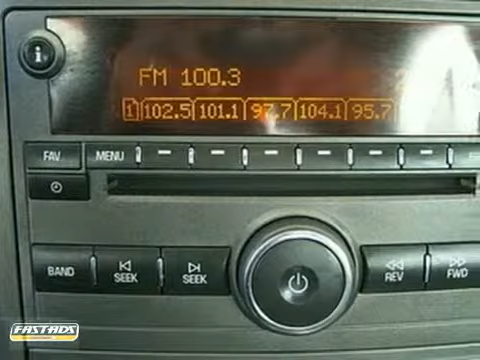 i
FM 100.3
1 102.5 101.1 97.7 104.1 95.7
FAV MENU
BAND SEEK SEEK REV FWD
FASTADS